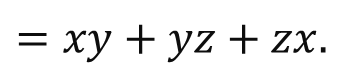 = xy + yz + zx.